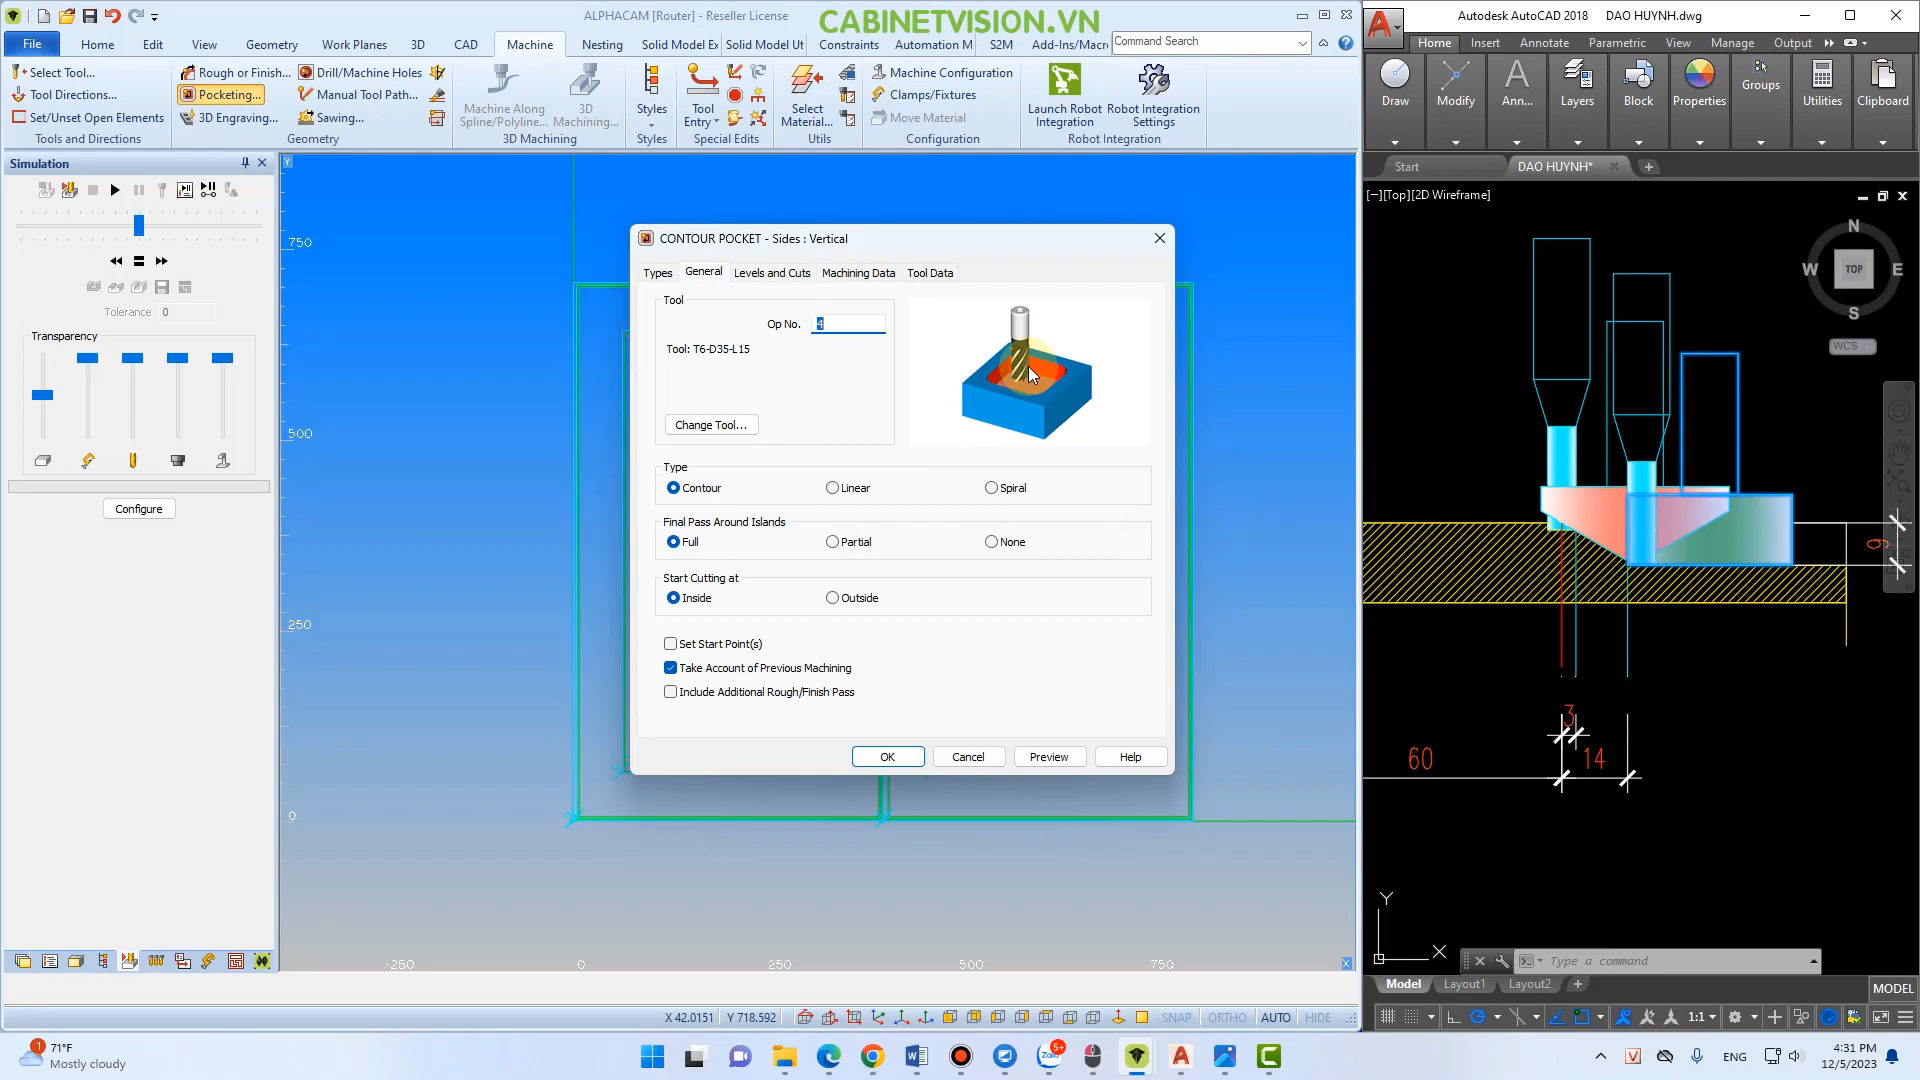 ALPHACAM [Router] - Reseller License
CABINETVISION.VN
File Home Edit View Geometry Work Planes 3D CAD Machine Nesting Solid Model Ex Solid Model Ut Constraints Automation M S2M Add-Ins/Macr
Command Search
Select Tool...
Tool Directions...
Set/Unset Open Elements
Tools and Directions
Rough or Finish...
Pocketing...
3D Engraving...
Drill/Machine Holes
Manual Tool Path...
Sawing...
Geometry
Machine Along Spline/Polyline...
3D Machining...
3D Machining
Styles
Styles
Tool Entry
Special Edits
Select Material...
Utils
Machine Configuration
Clamps/Fixtures
Move Material
Configuration
Launch Robot Integration
Robot Integration Settings
Robot Integration
Simulation
Tolerance 0
Transparency
Configure
Y
750
500
250
0
-250 0 250 500 750
X
CONTOUR POCKET - Sides : Vertical
Types General Levels and Cuts Machining Data Tool Data
Tool
Op No. 4
Tool: T6-D35-L15
Change Tool...
Type
Contour Linear Spiral
Final Pass Around Islands
Full Partial None
Start Cutting at
Inside Outside
Set Start Point(s)
Take Account of Previous Machining
Include Additional Rough/Finish Pass
OK Cancel Preview Help
X 42.0151 Y 718.592
SNAP ORTHO AUTO HIDE
Autodesk AutoCAD 2018 DAO HUYNH.dwg
Home Insert Annotate Parametric View Manage Output
Draw Modify Ann... Layers Block Properties Groups Utilities Clipboard
Start DAO HUYNH*
[−][Top][2D Wireframe]
N
W TOP E
S
WCS
9
3
60 14
Y
X
Type a command
Model Layout1 Layout2 +
MODEL
1:1
1
71°F
Mostly cloudy
5+
Zalo
ENG
4:31 PM
12/5/2023